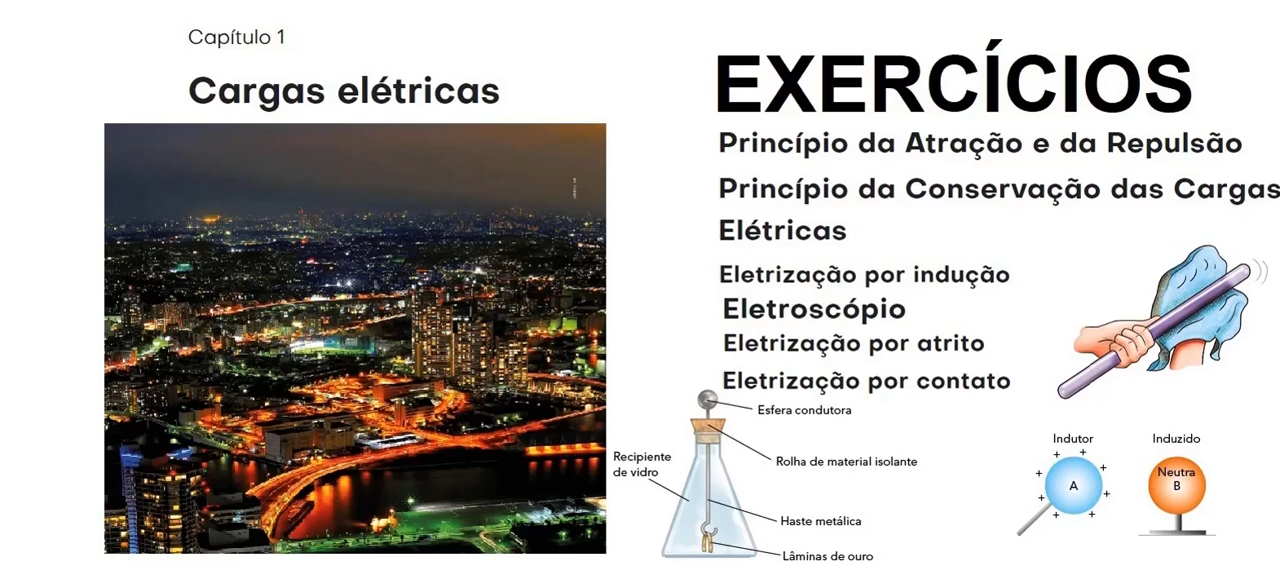 Capítulo 1
Cargas elétricas
EXERCÍCIOS
Princípio da Atração e da Repulsão
Princípio da Conservação das Cargas
Elétricas
Eletrização por indução
Eletroscópio
Eletrização por atrito
Eletrização por contato
Esfera condutora
Rolha de material isolante
Recipiente
de vidro
Haste metálica
Lâminas de ouro
Indutor
Induzido
A
Neutra
B